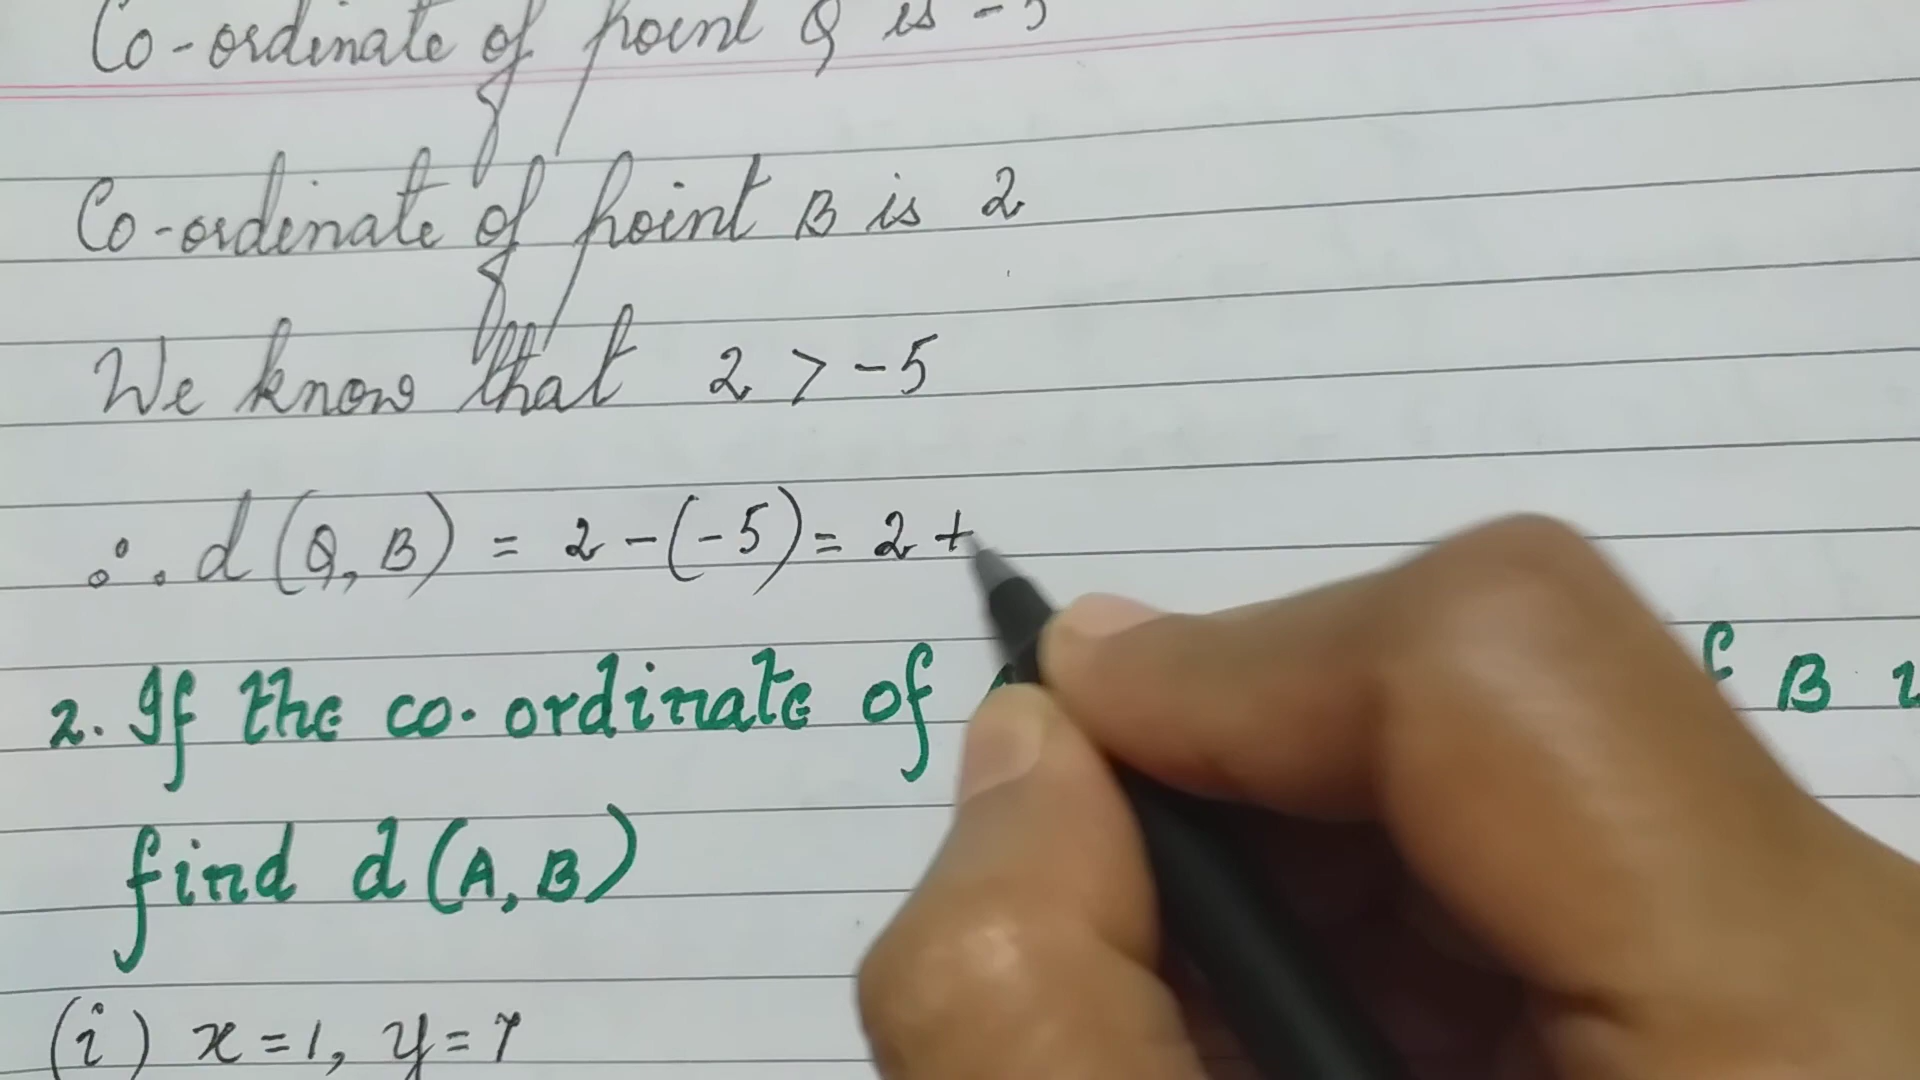 Co-ordinate of point Q is -5
Co-ordinate of point B is 2
We know that 2 > -5
∴ d(Q, B) = 2 - (-5) = 2 +
2. If the co-ordinate of B
find d(A, B)
(i) x = 1, y = 7